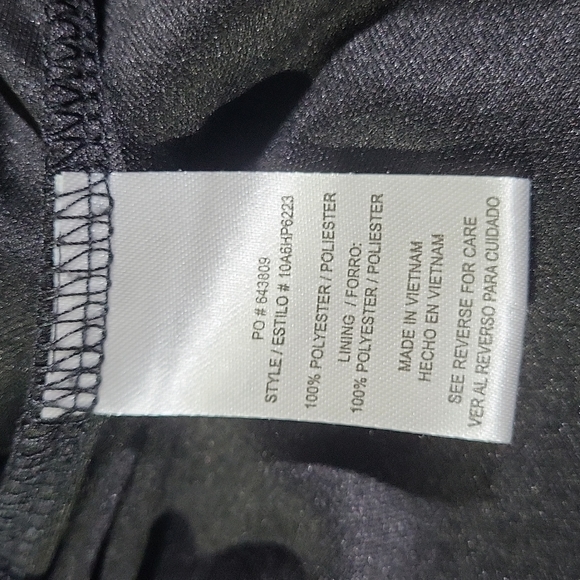 PO # 643809
STYLE / ESTILO # 10A6HP6223
100% POLYESTER / POLIESTER
LINING / FORRO:
100% POLYESTER / POLIESTER
MADE IN VIETNAM
HECHO EN VIETNAM
SEE REVERSE FOR CARE
VER AL REVERSO PARA CUIDADO